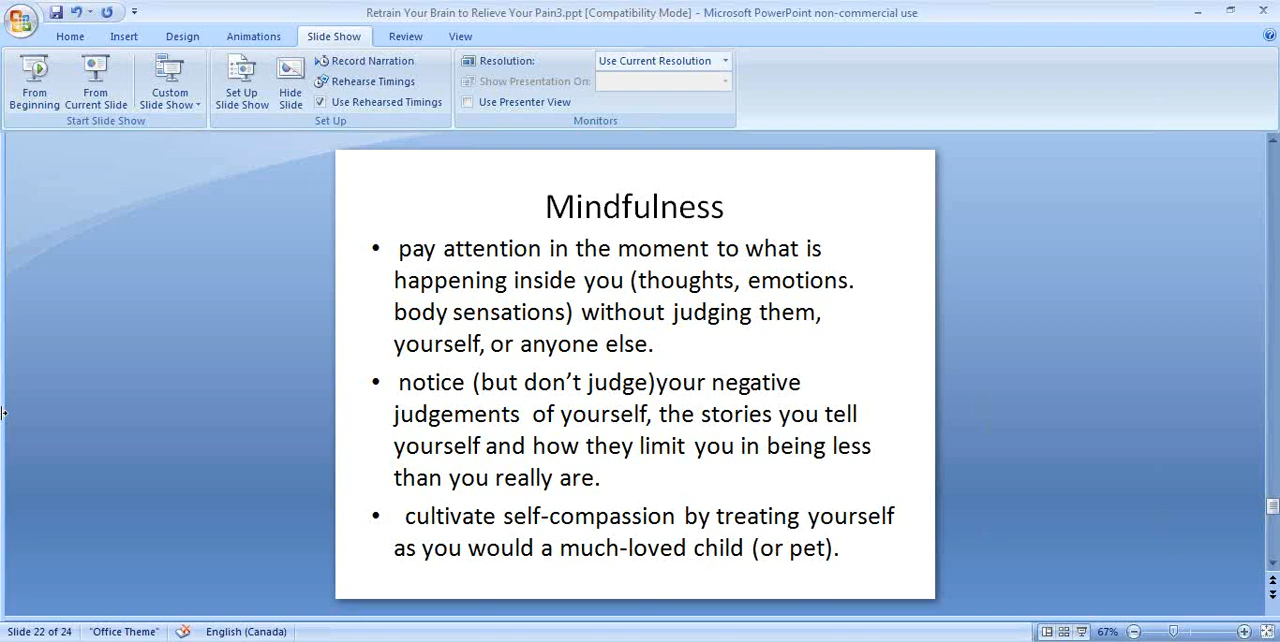 Retrain Your Brain to Relieve Your Pain3.ppt [Compatibility Mode] - Microsoft PowerPoint non-commercial use
Home Insert Design Animations Slide Show Review View
From Beginning
From Current Slide
Custom Slide Show
Start Slide Show
Set Up Slide Show
Hide Slide
Record Narration
Rehearse Timings
Use Rehearsed Timings
Set Up
Resolution: Use Current Resolution
Show Presentation On:
Use Presenter View
Monitors
Mindfulness
• pay attention in the moment to what is
happening inside you (thoughts, emotions.
body sensations) without judging them,
yourself, or anyone else.
• notice (but don’t judge)your negative
judgements of yourself, the stories you tell
yourself and how they limit you in being less
than you really are.
• cultivate self-compassion by treating yourself
as you would a much-loved child (or pet).
Slide 22 of 24 "Office Theme" English (Canada) 67%